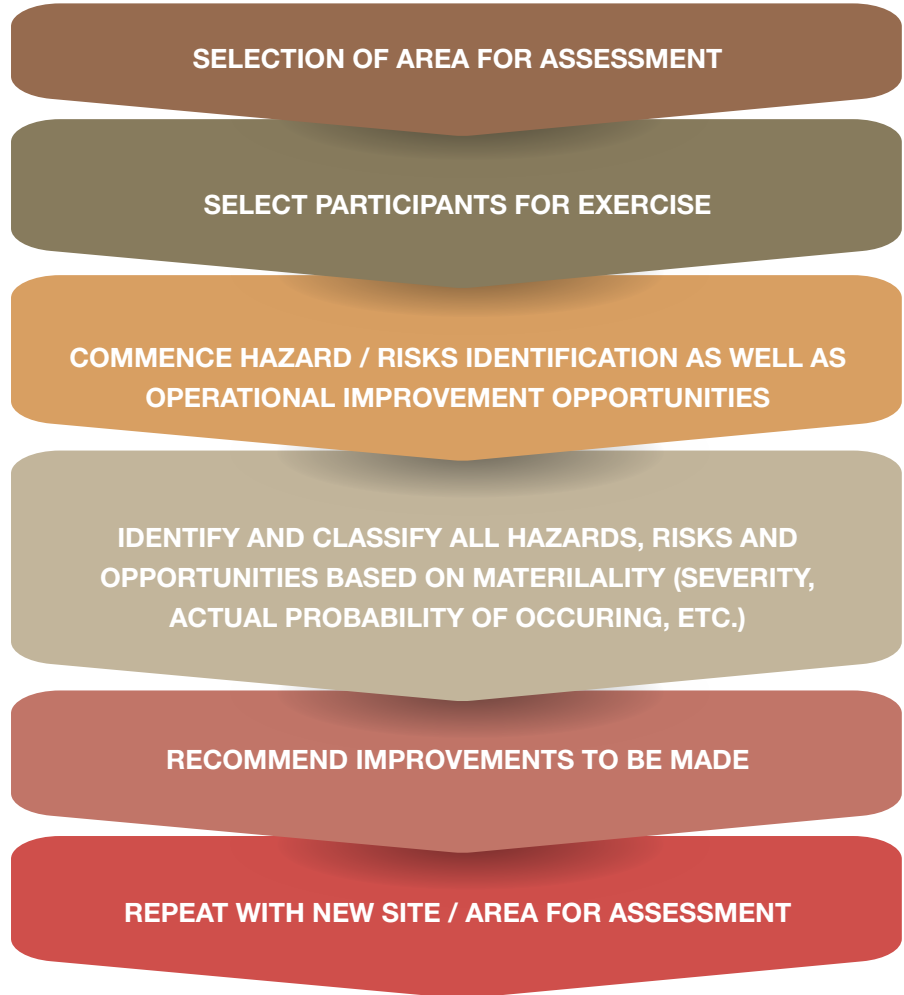 SELECTION OF AREA FOR ASSESSMENT
SELECT PARTICIPANTS FOR EXERCISE
COMMENCE HAZARD / RISKS IDENTIFICATION AS WELL AS
OPERATIONAL IMPROVEMENT OPPORTUNITIES
IDENTIFY AND CLASSIFY ALL HAZARDS, RISKS AND
OPPORTUNITIES BASED ON MATERILALITY (SEVERITY,
ACTUAL PROBABILITY OF OCCURING, ETC.)
RECOMMEND IMPROVEMENTS TO BE MADE
REPEAT WITH NEW SITE / AREA FOR ASSESSMENT